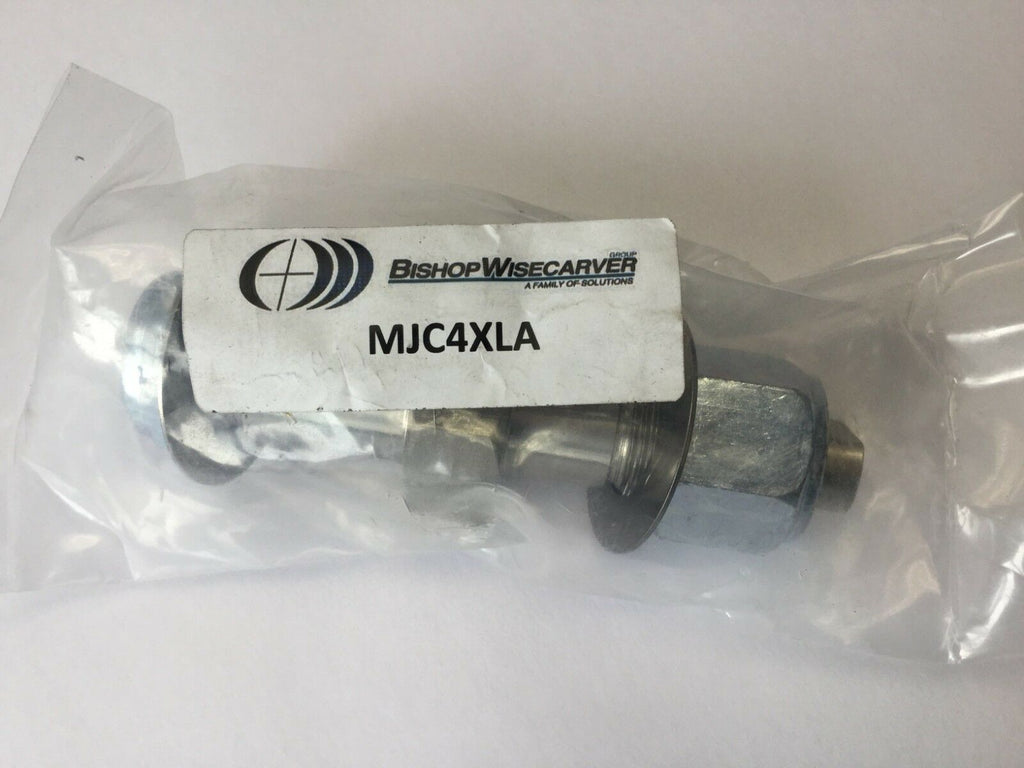 GROUP
BISHOPWISECARVER
A FAMILY OF SOLUTIONS
MJC4XLA